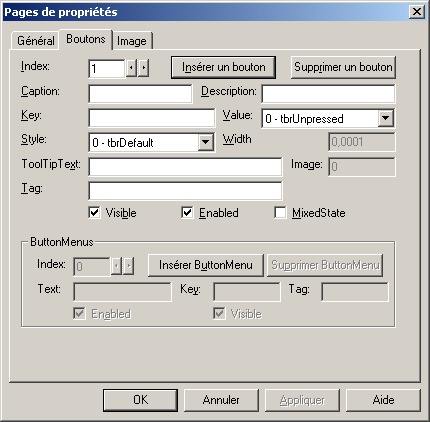 Pages de propriétés
Général Boutons Image
Index: 1 Insérer un bouton Supprimer un bouton
Caption: Description:
Key: Value: 0 - tbrUnpressed
Style: 0 - tbrDefault Width 0,0001
ToolTipText: Image: 0
Tag:
Visible Enabled MixedState
ButtonMenus
Index: 0 Insérer ButtonMenu Supprimer ButtonMenu
Text: Key: Tag:
Enabled Visible
OK Annuler Appliquer Aide